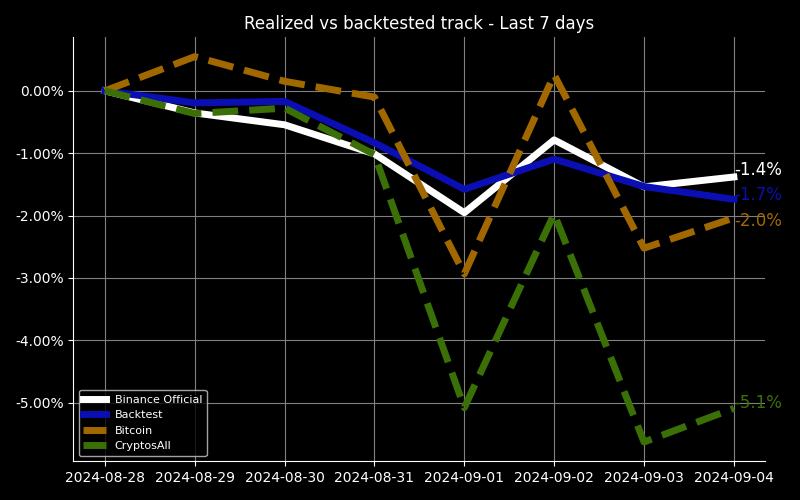 Realized vs backtested track - Last 7 days
0.00%
-1.00%
-2.00%
-3.00%
-4.00%
-5.00%
-1.4%
-1.7%
-2.0%
-5.1%
Binance Official
Backtest
Bitcoin
CryptosAll
2024-08-28 2024-08-29 2024-08-30 2024-08-31 2024-09-01 2024-09-02 2024-09-03 2024-09-04